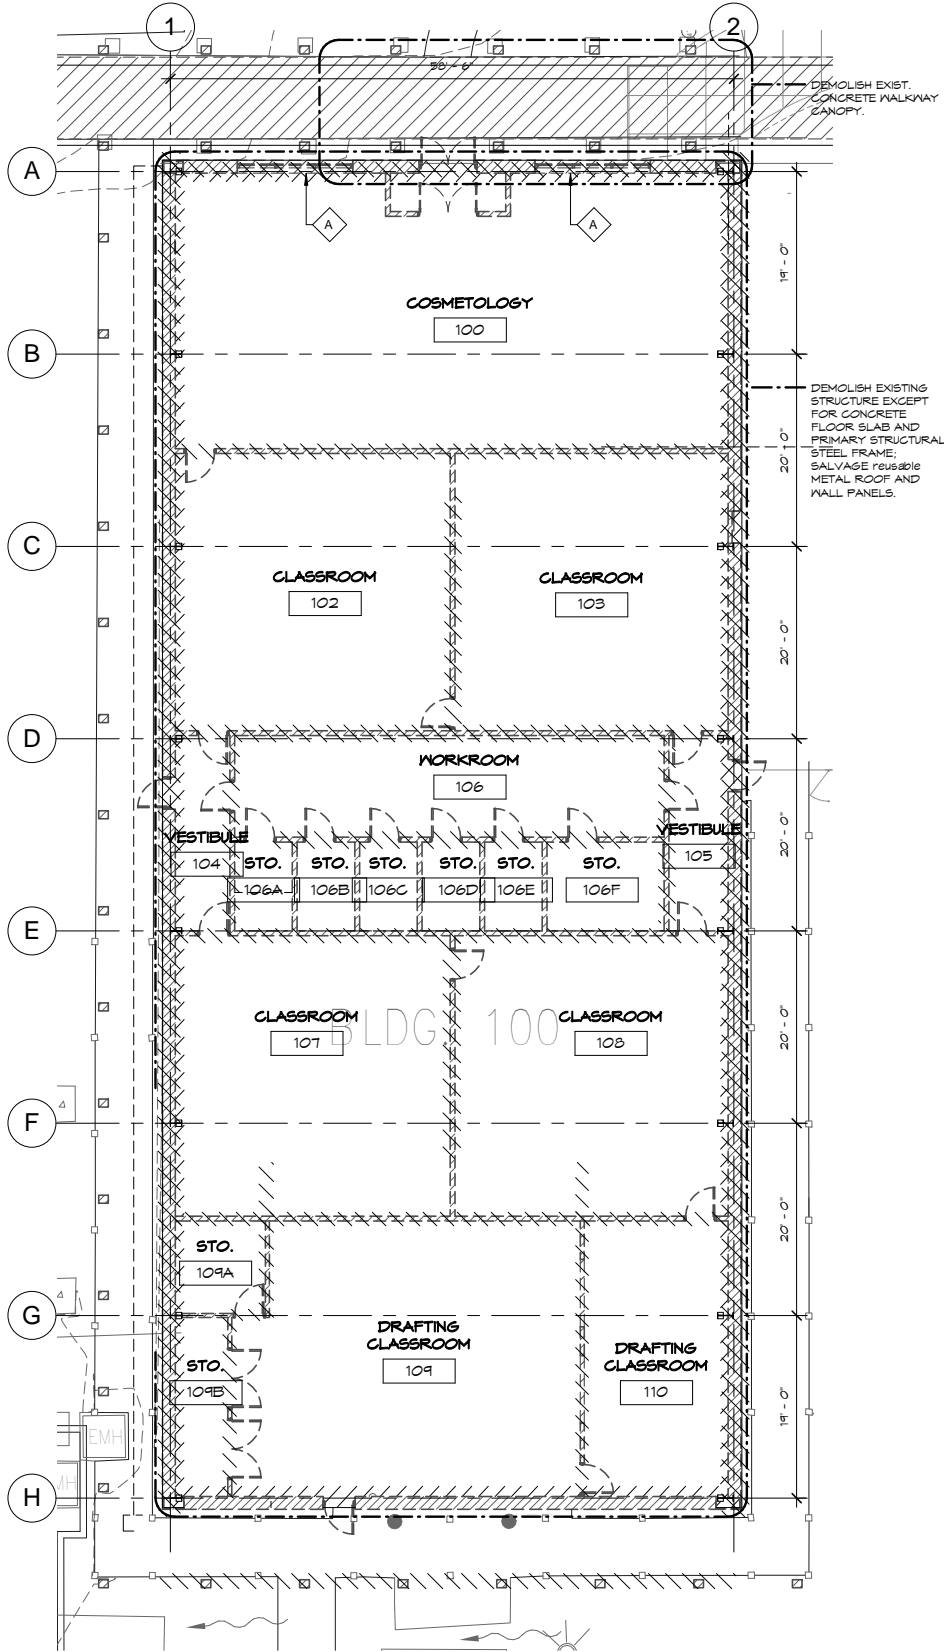 1
2
58' - 6"
DEMOLISH EXIST.
CONCRETE WALKWAY
CANOPY.
A
A
A
19' - 0"
COSMETOLOGY
100
B
DEMOLISH EXISTING
STRUCTURE EXCEPT
FOR CONCRETE
FLOOR SLAB AND
PRIMARY STRUCTURAL
STEEL FRAME;
SALVAGE reusable
METAL ROOF AND
WALL PANELS.
20' - 0"
C
CLASSROOM
102
CLASSROOM
103
20' - 0"
D
WORKROOM
106
VESTIBULE
104
VESTIBULE
105
20' - 0"
STO.
106A
STO.
106B
STO.
106C
STO.
106D
STO.
106E
STO.
106F
E
CLASSROOM
107
BLDG 100
CLASSROOM
108
20' - 0"
F
20' - 0"
STO.
109A
G
DRAFTING
CLASSROOM
109
DRAFTING
CLASSROOM
110
STO.
109B
19' - 0"
EMH
MH
H